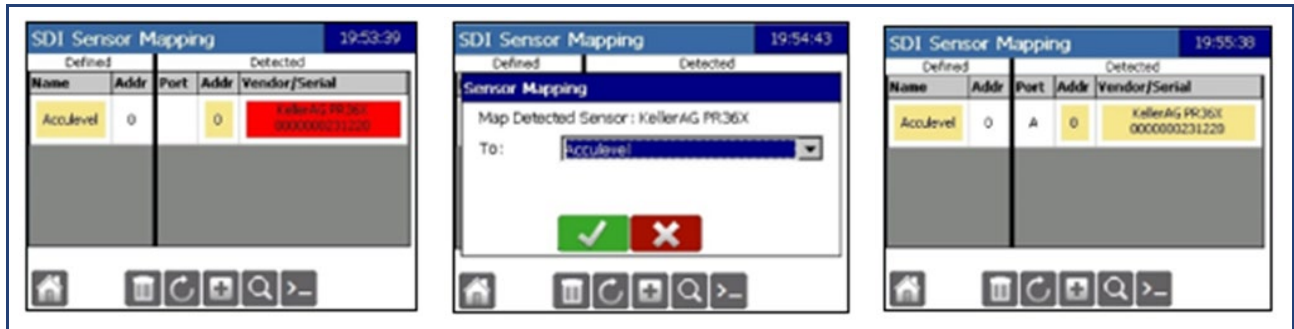 SDI Sensor Mapping 19:53:39
Defined Detected
Name Addr Port Addr Vendor/Serial
Acculevel 0 0 KellerAG PR36X
0000000231220
SDI Sensor Mapping 19:54:43
Defined Detected
Sensor Mapping
Map Detected Sensor: KellerAG PR36X
To: Acculevel
>_
SDI Sensor Mapping 19:55:38
Defined Detected
Name Addr Port Addr Vendor/Serial
Acculevel 0 A 0 KellerAG PR36X
0000000231220
>_